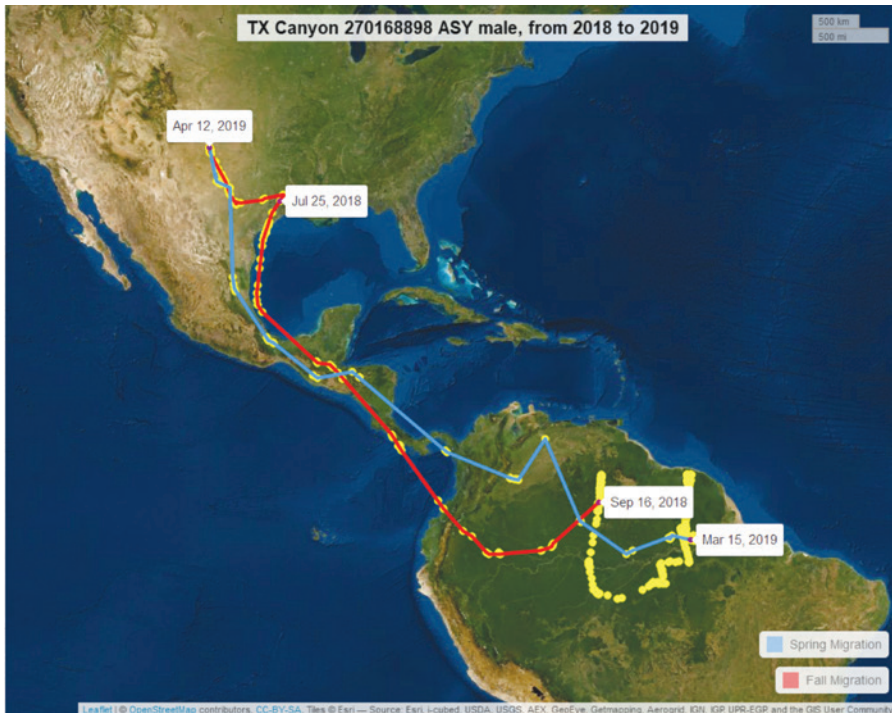 TX Canyon 270168898 ASY male, from 2018 to 2019
500 km
500 mi
Apr 12, 2019
Jul 25, 2018
Sep 16, 2018
Mar 15, 2019
Spring Migration
Fall Migration
Leaflet | © OpenStreetMap contributors, CC-BY-SA, Tiles © Esri — Source: Esri, i-cubed, USDA, USGS, AEX, GeoEye, Getmapping, Aerogrid, IGN, IGP, UPR-EGP, and the GIS User Commun